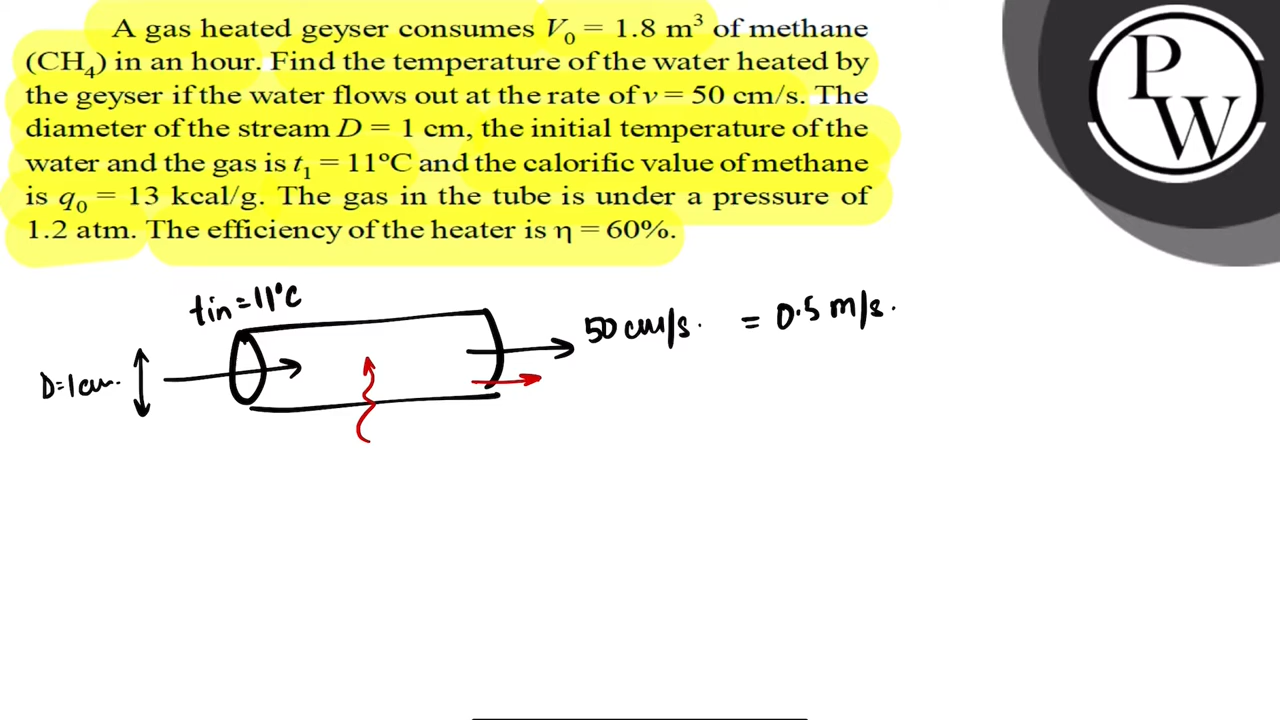 A gas heated geyser consumes V₀ = 1.8 m³ of methane
(CH₄) in an hour. Find the temperature of the water heated by
the geyser if the water flows out at the rate of v = 50 cm/s. The
diameter of the stream D = 1 cm, the initial temperature of the
water and the gas is t₁ = 11ºC and the calorific value of methane
is q₀ = 13 kcal/g. The gas in the tube is under a pressure of
1.2 atm. The efficiency of the heater is η = 60%.
P
W
tin = 11°C
50 cm/s. = 0.5 m/s.
D=1cm.